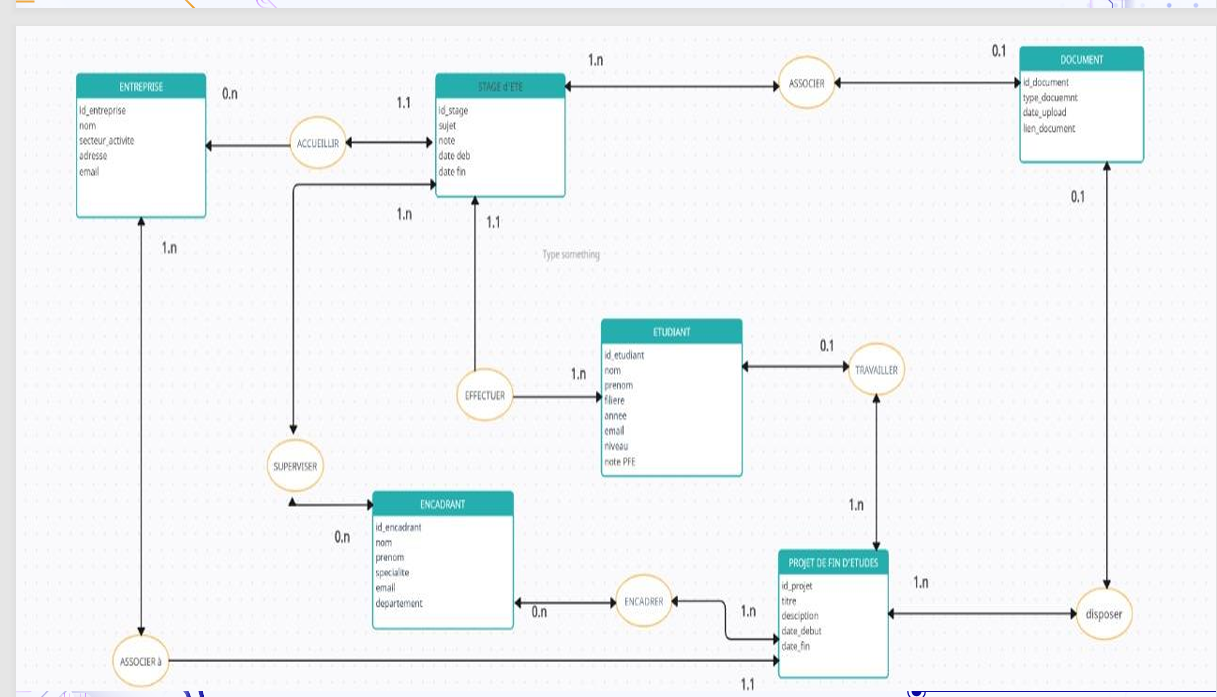 ENTREPRISE
id_entreprise
nom
secteur_activite
adresse
email
0.n
ACCUEILLIR
1.1
STAGE d'ETE
id_stage
sujet
note
date deb
date fin
1.n
ASSOCIER
0.1
DOCUMENT
id_document
type_docuemnt
date_upload
lien_document
1.n
1.n
1.1
0.1
Type something
ETUDIANT
id_etudiant
nom
prenom
filiere
annee
email
niveau
note PFE
0.1
TRAVAILLER
1.n
EFFECTUER
SUPERVISER
0.n
ENCADRANT
id_encadrant
nom
prenom
specialite
email
departement
0.n
ENCADRER
1.n
1.n
PROJET DE FIN D'ETUDES
id_projet
titre
desciption
date_debut
date_fin
1.n
disposer
ASSOCIER à
1.1